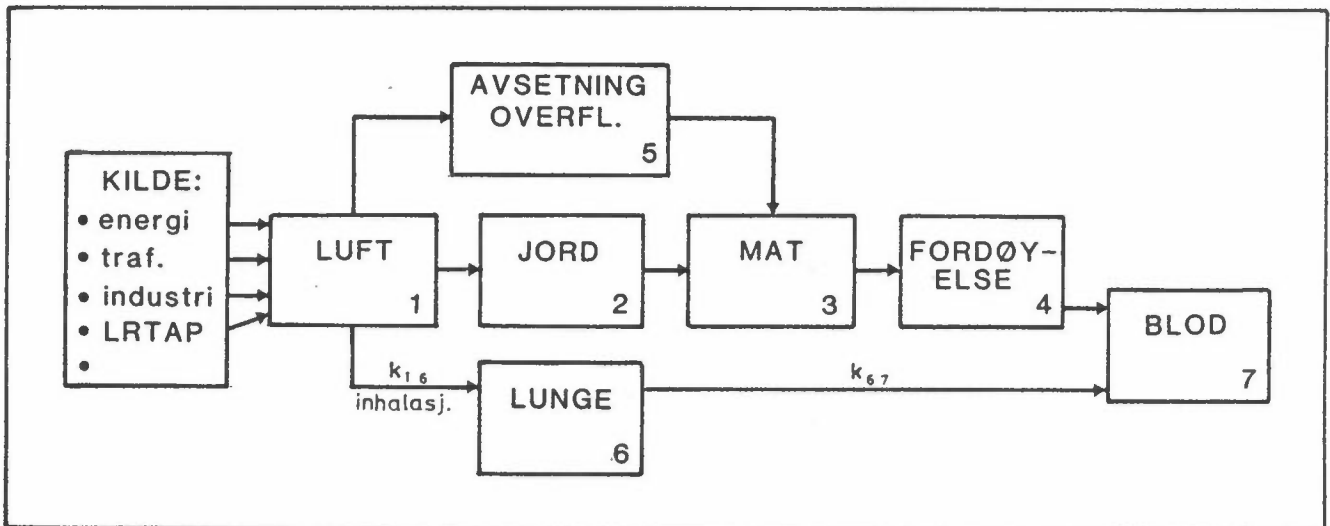 AVSETNING
OVERFL.
5
KILDE:
• energi
• traf.
• industri
• LRTAP
•
LUFT
1
JORD
2
MAT
3
FORDØY-
ELSE
4
BLOD
7
k16
inhalasj.
LUNGE
6
k67